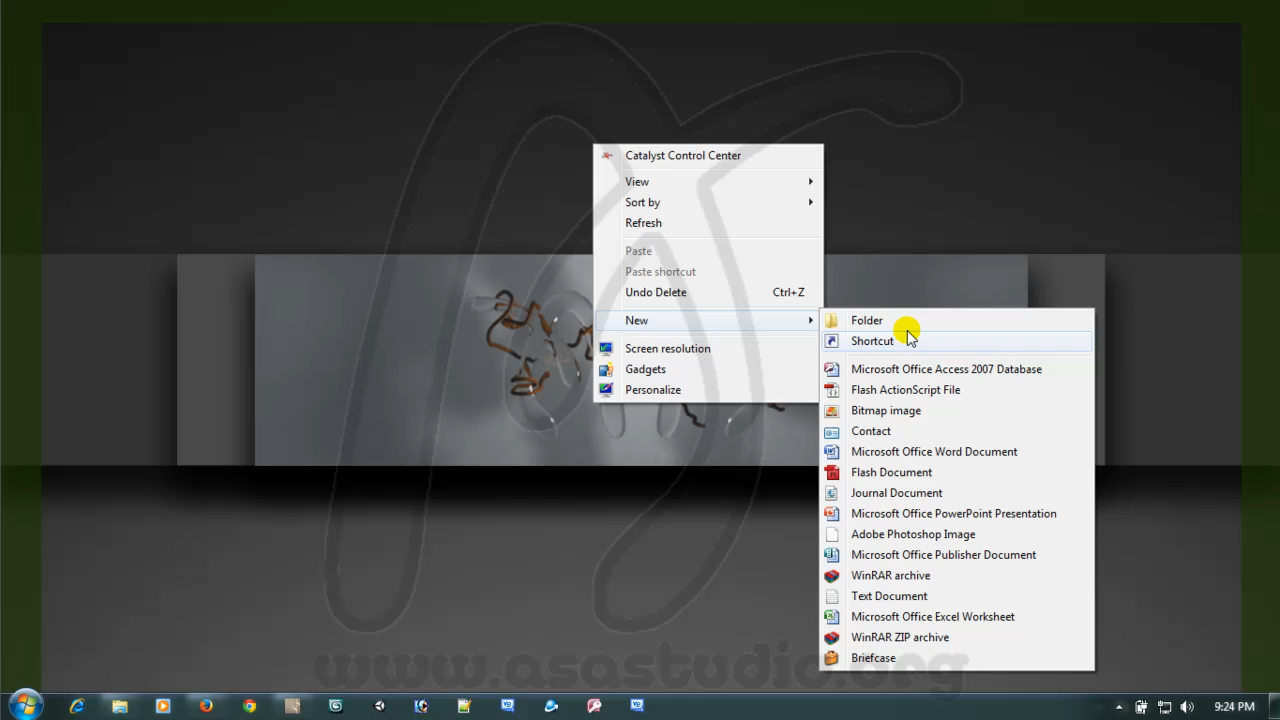 Catalyst Control Center
View
Sort by
Refresh
Paste
Paste shortcut
Undo Delete Ctrl+Z
New
Screen resolution
Gadgets
Personalize
Folder
Shortcut
Microsoft Office Access 2007 Database
Flash ActionScript File
Bitmap image
Contact
Microsoft Office Word Document
Flash Document
Journal Document
Microsoft Office PowerPoint Presentation
Adobe Photoshop Image
Microsoft Office Publisher Document
WinRAR archive
Text Document
Microsoft Office Excel Worksheet
WinRAR ZIP archive
Briefcase
www.asastudio.org
9:24 PM